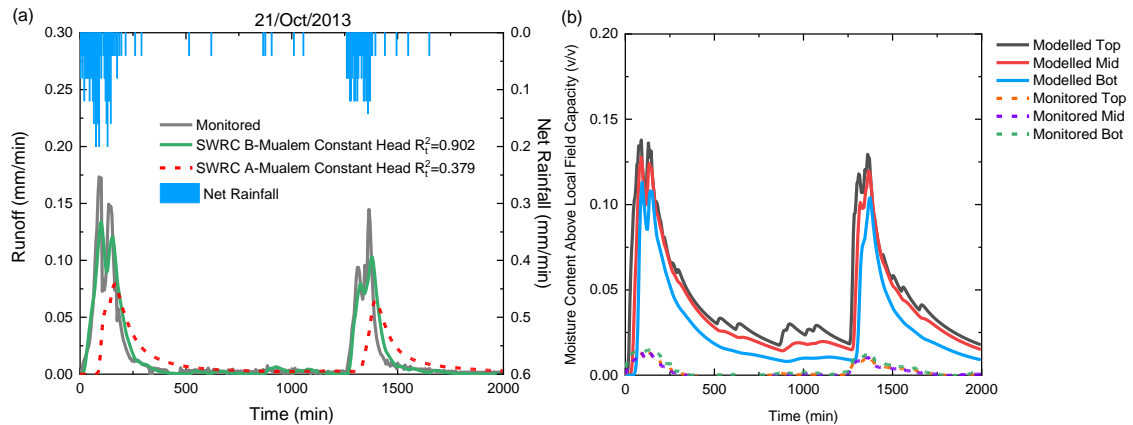 (a)
21/Oct/2013
0.30
0.25
0.20
0.15
0.10
0.05
0.00
Runoff (mm/min)
0.0
0.1
0.2
0.3
0.4
0.5
0.6
Net Rainfall (mm/min)
Monitored
SWRC B-Mualem Constant Head R²t=0.902
SWRC A-Mualem Constant Head R²t=0.379
Net Rainfall
0 500 1000 1500 2000
Time (min)
(b)
0.20
0.15
0.10
0.05
0.00
Moisture Content Above Local Field Capacity (v/v)
0 500 1000 1500 2000
Time (min)
Modelled Top
Modelled Mid
Modelled Bot
Monitored Top
Monitored Mid
Monitored Bot